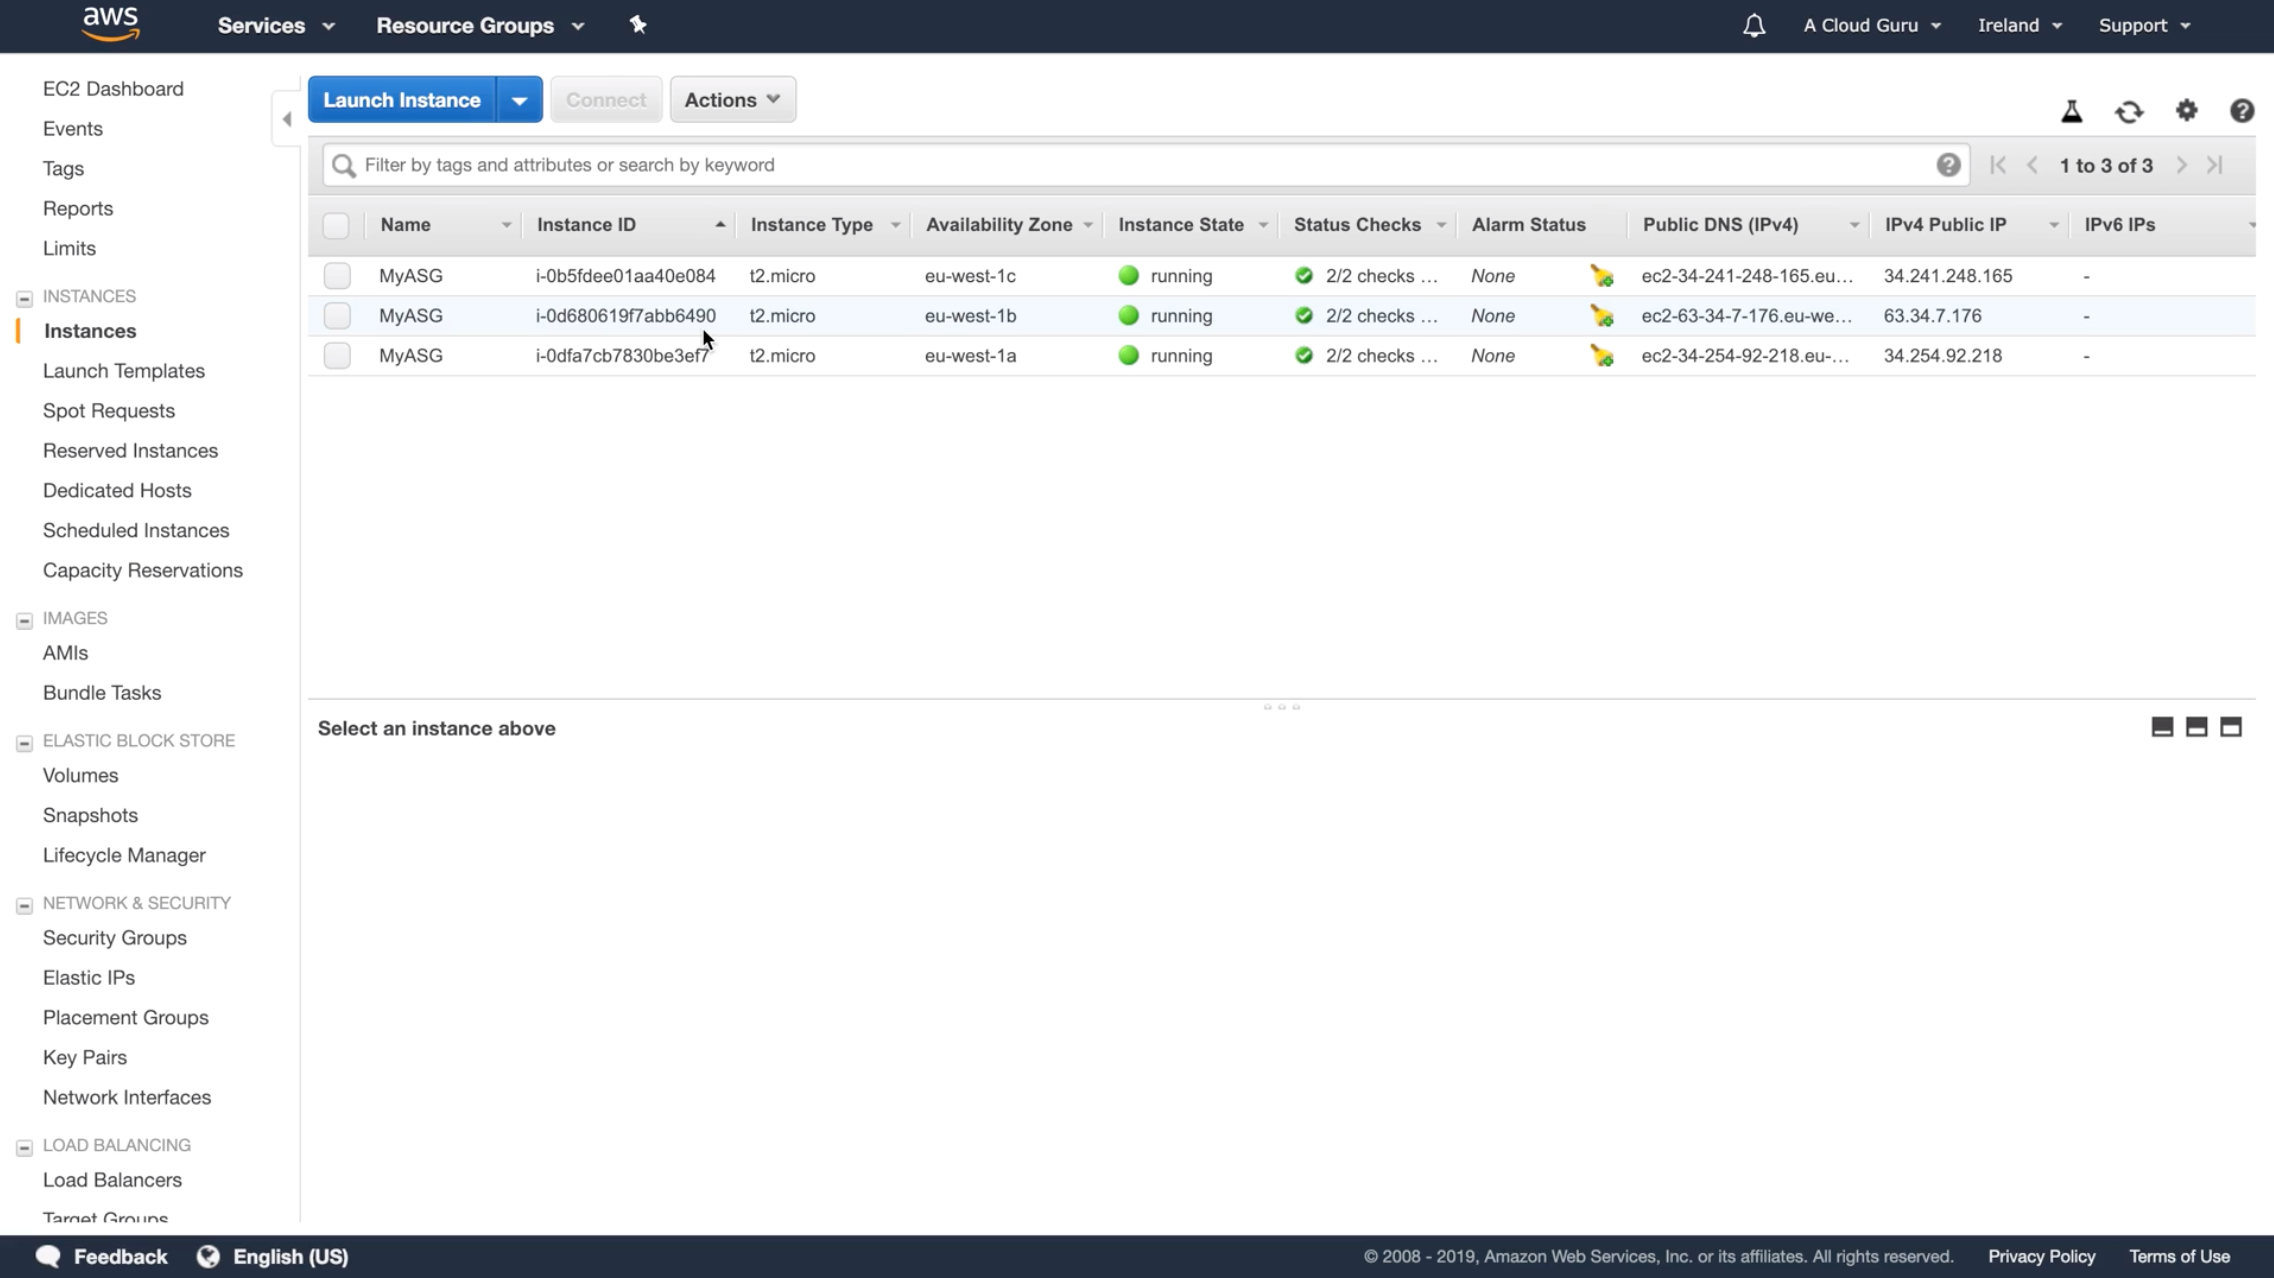 aws Services Resource Groups A Cloud Guru Ireland Support
EC2 Dashboard
Events
Tags
Reports
Limits
INSTANCES
Instances
Launch Templates
Spot Requests
Reserved Instances
Dedicated Hosts
Scheduled Instances
Capacity Reservations
IMAGES
AMIs
Bundle Tasks
ELASTIC BLOCK STORE
Volumes
Snapshots
Lifecycle Manager
NETWORK & SECURITY
Security Groups
Elastic IPs
Placement Groups
Key Pairs
Network Interfaces
LOAD BALANCING
Load Balancers
Target Groups
Launch Instance Connect Actions
Filter by tags and attributes or search by keyword 1 to 3 of 3
Name Instance ID Instance Type Availability Zone Instance State Status Checks Alarm Status Public DNS (IPv4) IPv4 Public IP IPv6 IPs
MyASG i-0b5fdee01aa40e084 t2.micro eu-west-1c running 2/2 checks ... None ec2-34-241-248-165.eu... 34.241.248.165 -
MyASG i-0d680619f7abb6490 t2.micro eu-west-1b running 2/2 checks ... None ec2-63-34-7-176.eu-we... 63.34.7.176 -
MyASG i-0dfa7cb7830be3ef7 t2.micro eu-west-1a running 2/2 checks ... None ec2-34-254-92-218.eu-... 34.254.92.218 -
Select an instance above
Feedback English (US) © 2008 - 2019, Amazon Web Services, Inc. or its affiliates. All rights reserved. Privacy Policy Terms of Use